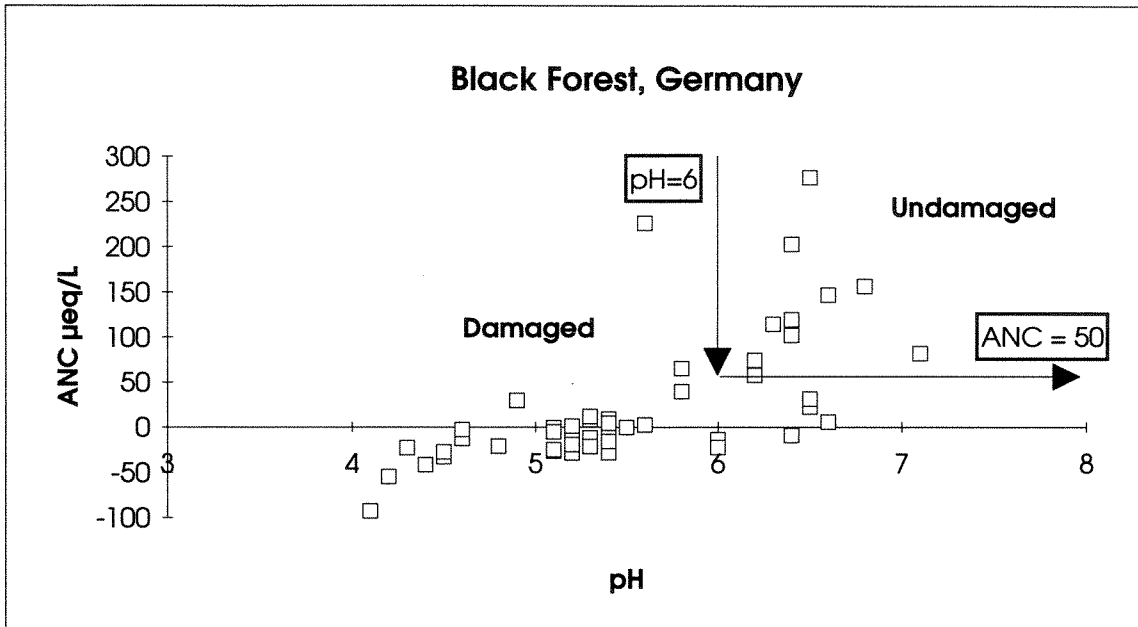 Black Forest, Germany
300
250
200
150
100
50
0
-50
-100
ANC µeq/L
pH=6
Undamaged
Damaged
ANC = 50
3 4 5 6 7 8
pH